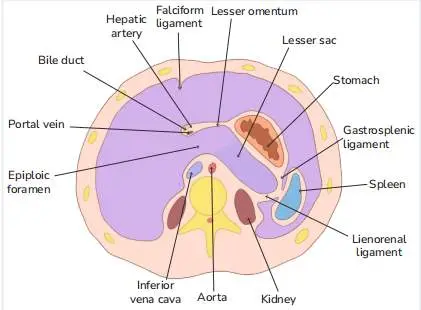 Hepatic
artery
Falciform
ligament
Lesser omentum
Lesser sac
Bile duct
Stomach
Portal vein
Gastrosplenic
ligament
Epiploic
foramen
Spleen
Lienorenal
ligament
Inferior
vena cava
Aorta
Kidney